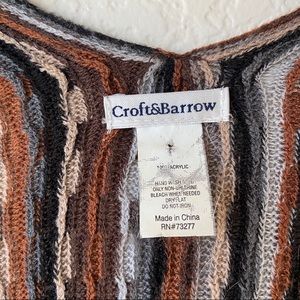 Croft&Barrow
100% ACRYLIC
HAND WASH
ONLY NON-CHLORINE
BLEACH WHEN NEEDED
DRY FLAT
DO NOT IRON
Made in China
RN#73277